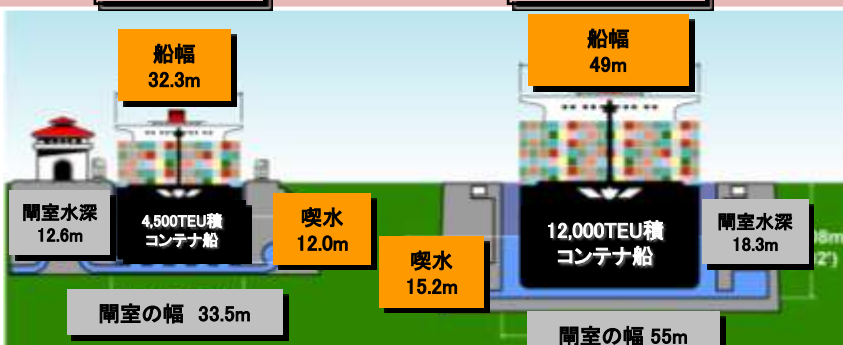 船幅
32.3m
船幅
49m
閘室水深
12.6m
4,500TEU積
コンテナ船
喫水
12.0m
喫水
15.2m
12,000TEU積
コンテナ船
閘室水深
18.3m
閘室の幅 33.5m
閘室の幅 55m